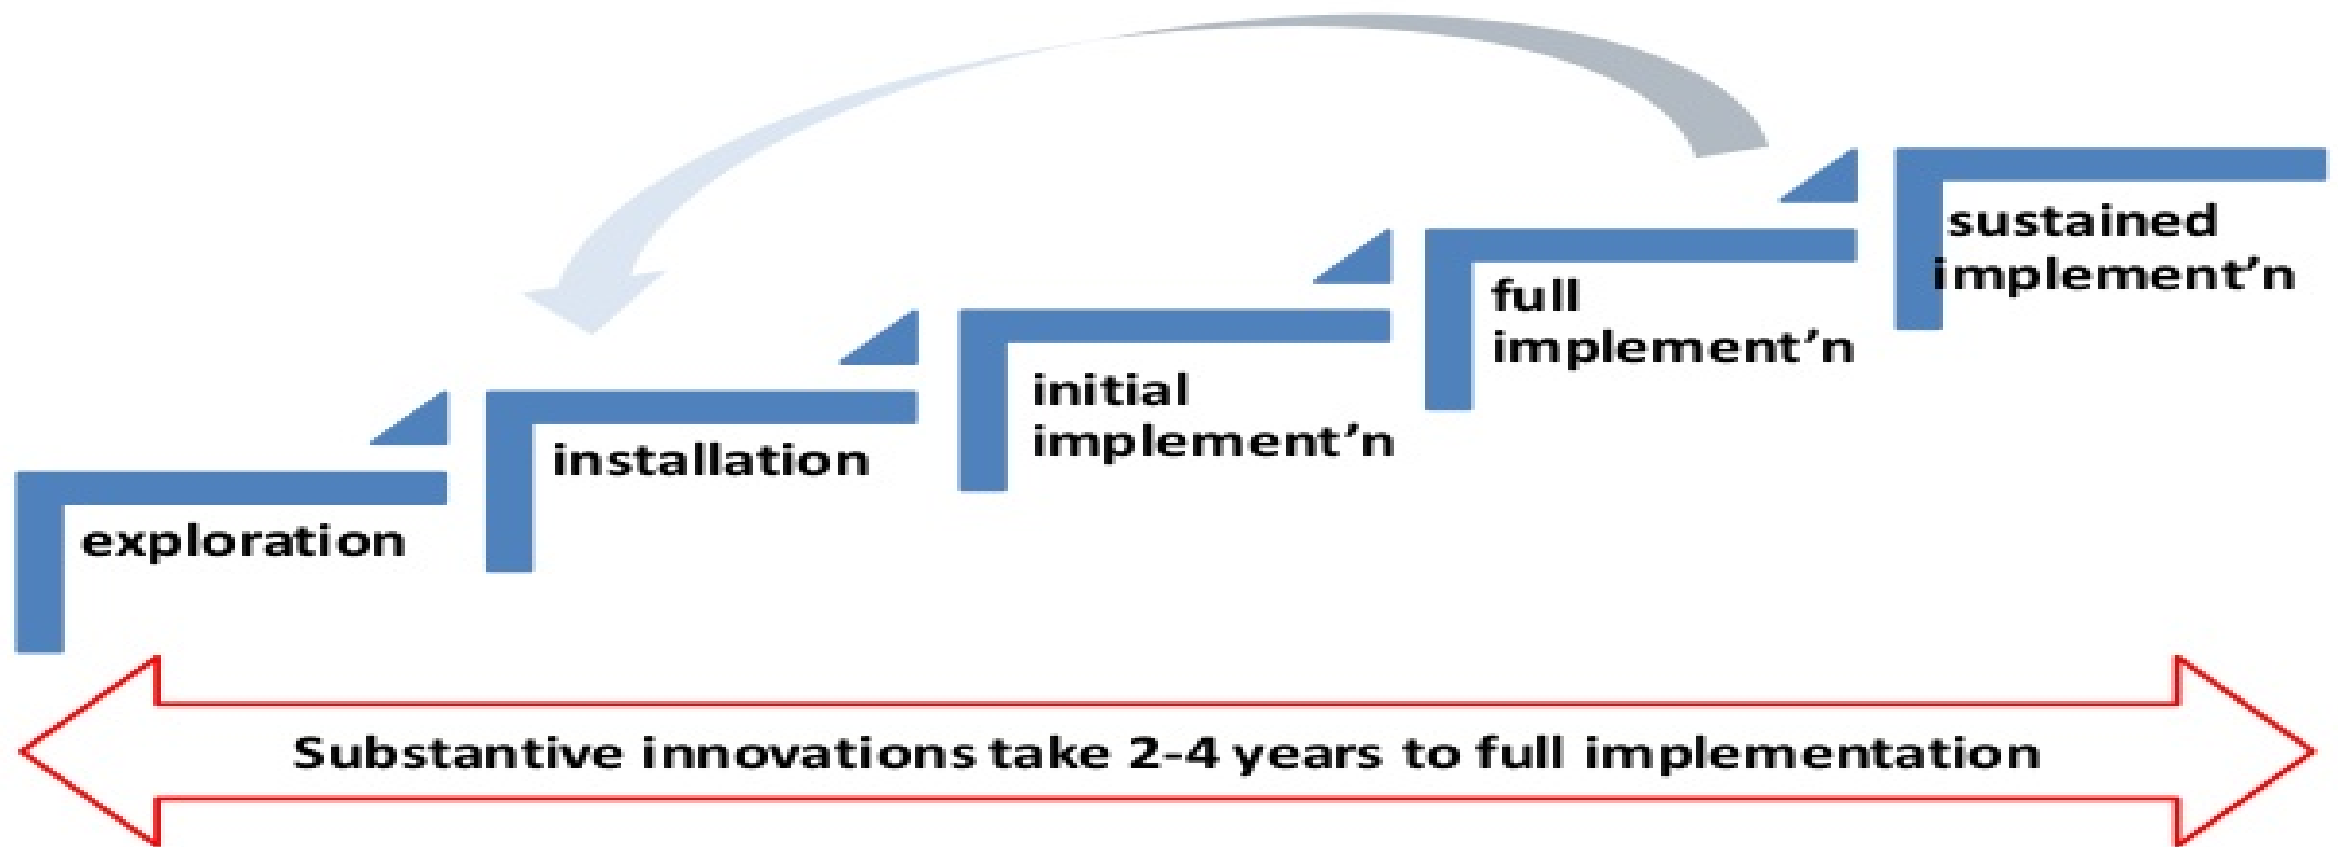 exploration
installation
initial
implement’n
full
implement’n
sustained
implement’n
Substantive innovations take 2-4 years to full implementation